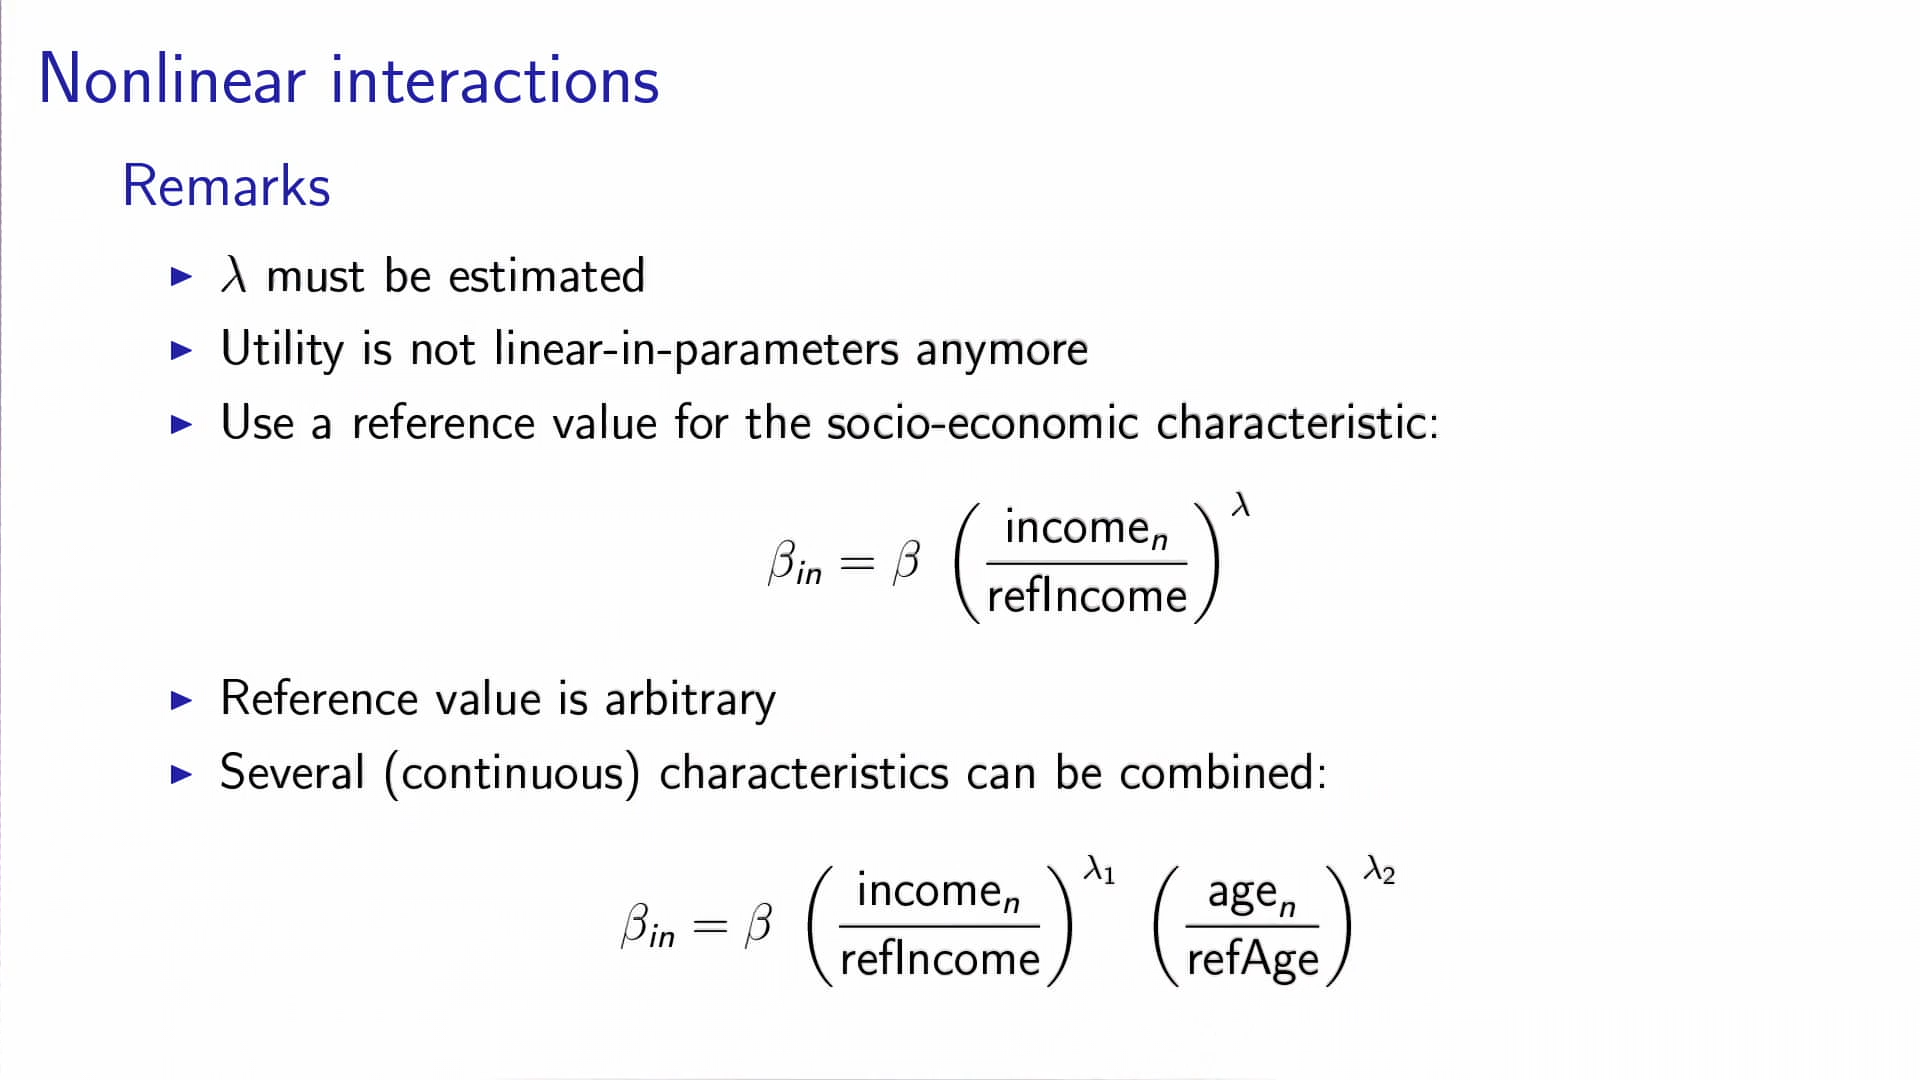 Nonlinear interactions
Remarks
▶ λ must be estimated
▶ Utility is not linear-in-parameters anymore
▶ Use a reference value for the socio-economic characteristic:
β_in = β (income_n / refIncome)^λ
▶ Reference value is arbitrary
▶ Several (continuous) characteristics can be combined:
β_in = β (income_n / refIncome)^λ₁ (age_n / refAge)^λ₂